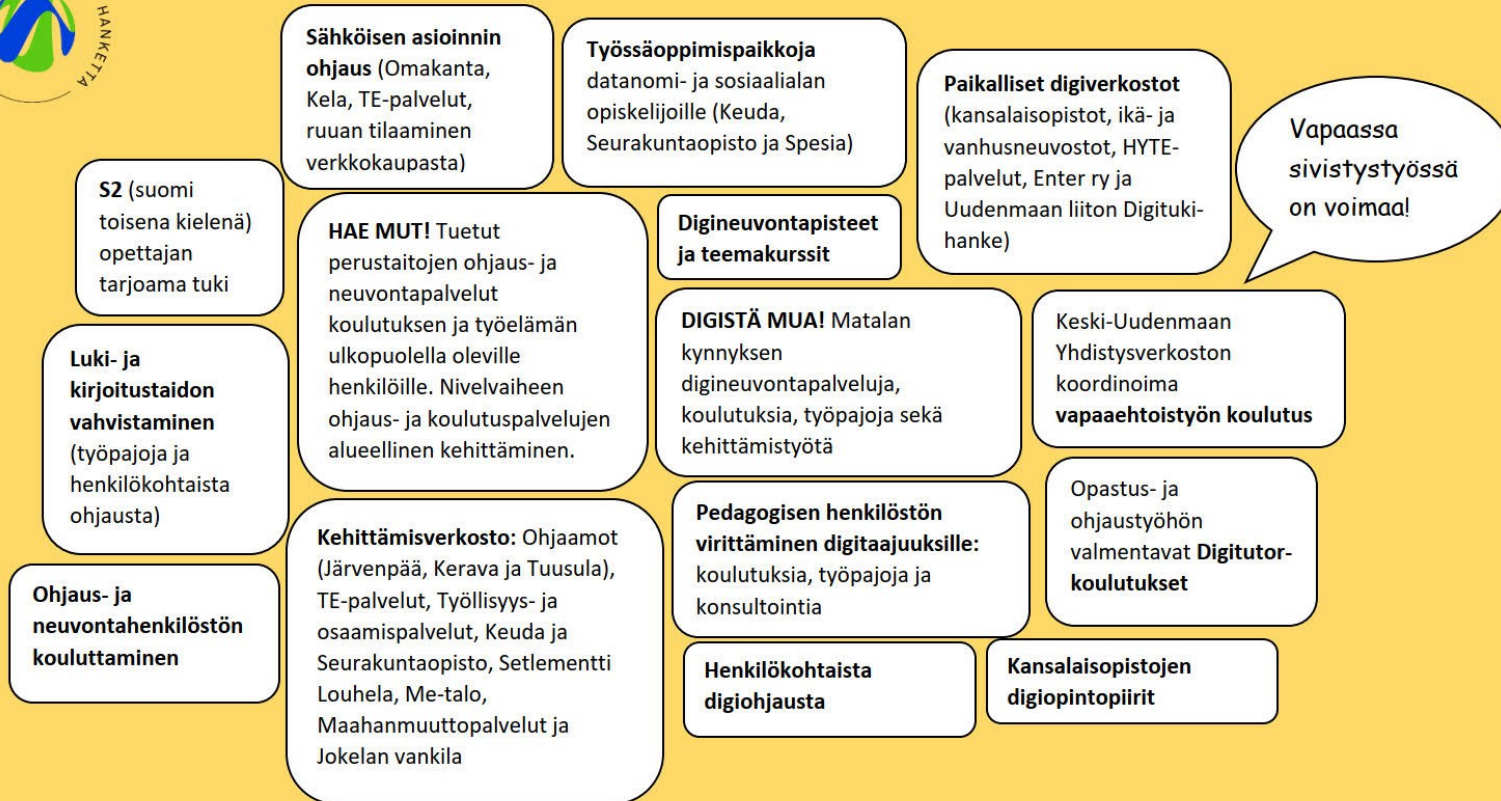 HANKETTA
Sähköisen asioinnin
ohjaus (Omakanta,
Kela, TE-palvelut,
ruuan tilaaminen
verkkokaupasta)
Työssäoppimispaikkoja
datanomi- ja sosiaalialan
opiskelijoille (Keuda,
Seurakuntaopisto ja Spesia)
Paikalliset digiverkostot
(kansalaisopistot, ikä- ja
vanhusneuvostot, HYTE-
palvelut, Enter ry ja
Uudenmaan liiton Digituki-
hanke)
Vapaassa
sivistystyössä
on voimaa!
S2 (suomi
toisena kielenä)
opettajan
tarjoama tuki
HAE MUT! Tuetut
perustaitojen ohjaus- ja
neuvontapalvelut
koulutuksen ja työelämän
ulkopuolella oleville
henkilöille. Nivelvaiheen
ohjaus- ja koulutuspalvelujen
alueellinen kehittäminen.
Digineuvontapisteet
ja teemakurssit
DIGISTÄ MUA! Matalan
kynnyksen
digineuvontapalveluja,
koulutuksia, työpajoja sekä
kehittämistyötä
Keski-Uudenmaan
Yhdistysverkoston
koordinoima
vapaaehtoistyön koulutus
Luki- ja
kirjoitustaidon
vahvistaminen
(työpajoja ja
henkilökohtaista
ohjausta)
Kehittämisverkosto: Ohjaamot
(Järvenpää, Kerava ja Tuusula),
TE-palvelut, Työllisyys- ja
osaamispalvelut, Keuda ja
Seurakuntaopisto, Setlementti
Louhela, Me-talo,
Maahanmuuttopalvelut ja
Jokelan vankila
Pedagogisen henkilöstön
virittäminen digitaajuuksille:
koulutuksia, työpajoja ja
konsultointia
Opastus- ja
ohjaustyöhön
valmentavat Digitutor-
koulutukset
Ohjaus- ja
neuvontahenkilöstön
kouluttaminen
Henkilökohtaista
digiohjausta
Kansalaisopistojen
digiopintopiirit